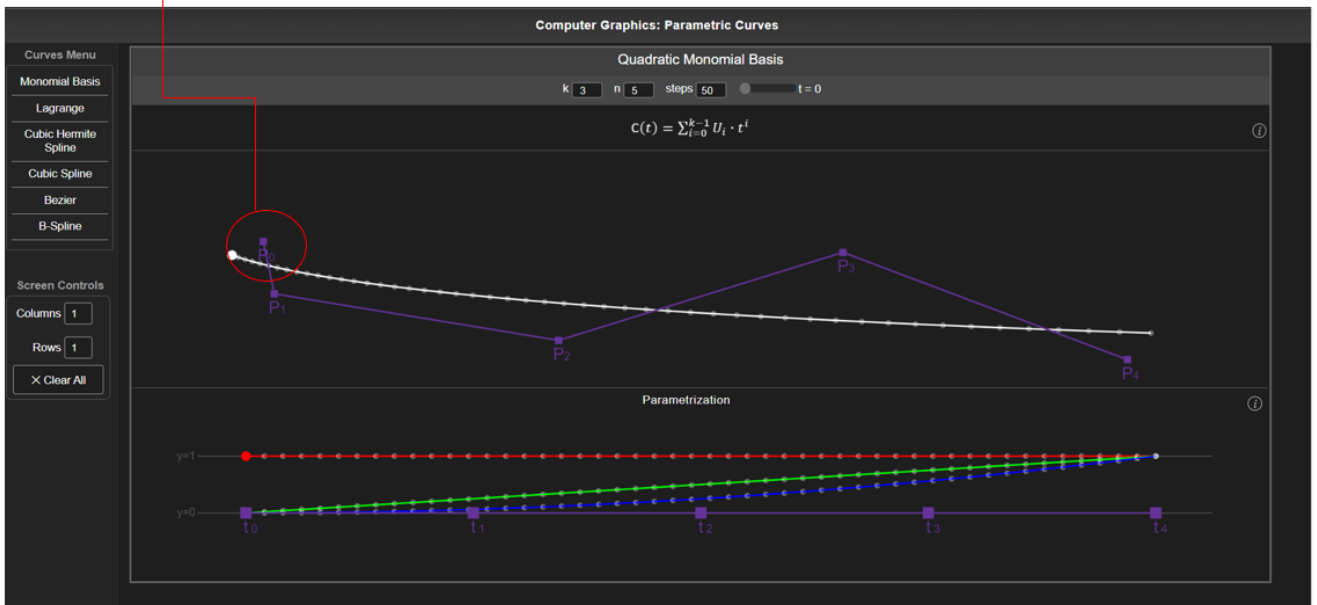 Computer Graphics: Parametric Curves
Curves Menu
Monomial Basis
Lagrange
Cubic Hermite
Spline
Cubic Spline
Bezier
B-Spline
Screen Controls
Columns 1
Rows 1
× Clear All
Quadratic Monomial Basis
k 3 n 5 steps 50 t = 0
C(t) = ∑_{i=0}^{k−1} U_i · t^i
i
P₀
P₁
P₂
P₃
P₄
Parametrization
i
y=1
y=0
t₀ t₁ t₂ t₃ t₄